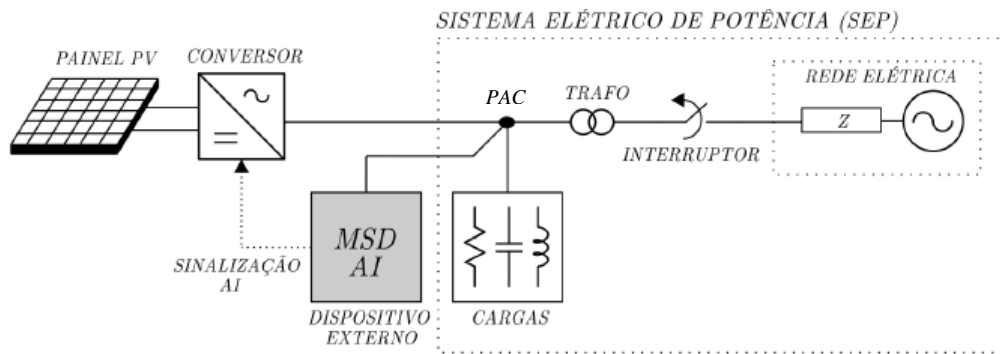 SISTEMA ELÉTRICO DE POTÊNCIA (SEP)
PAINEL PV
CONVERSOR
REDE ELÉTRICA
PAC
TRAFO
Z
INTERRUPTOR
MSD
AI
SINALIZAÇÃO
AI
DISPOSITIVO
EXTERNO
CARGAS